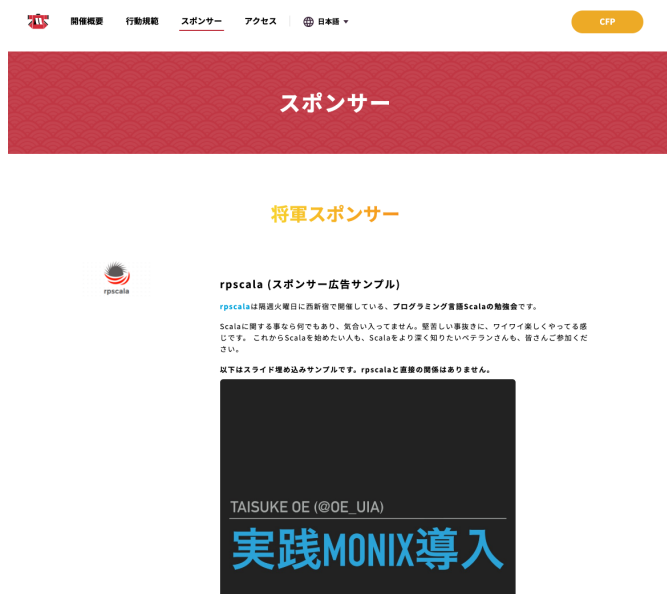 開催概要 行動規範 スポンサー アクセス 日本語 ▼ CFP
スポンサー
将軍スポンサー
rpscala
rpscala (スポンサー広告サンプル)
rpscalaは隔週火曜日に西新宿で開催している、プログラミング言語Scalaの勉強会です。
Scalaに関する事なら何でもあり、気合い入ってません。堅苦しい事抜きに、ワイワイ楽しくやってる感
じです。 これからScalaを始めたい人も、Scalaをより深く知りたいベテランさんも、皆さんご参加くだ
さい。
以下はスライド埋め込みサンプルです。rpscalaと直接の関係はありません。
TAISUKE OE (@OE_UIA)
実践MONIX導入